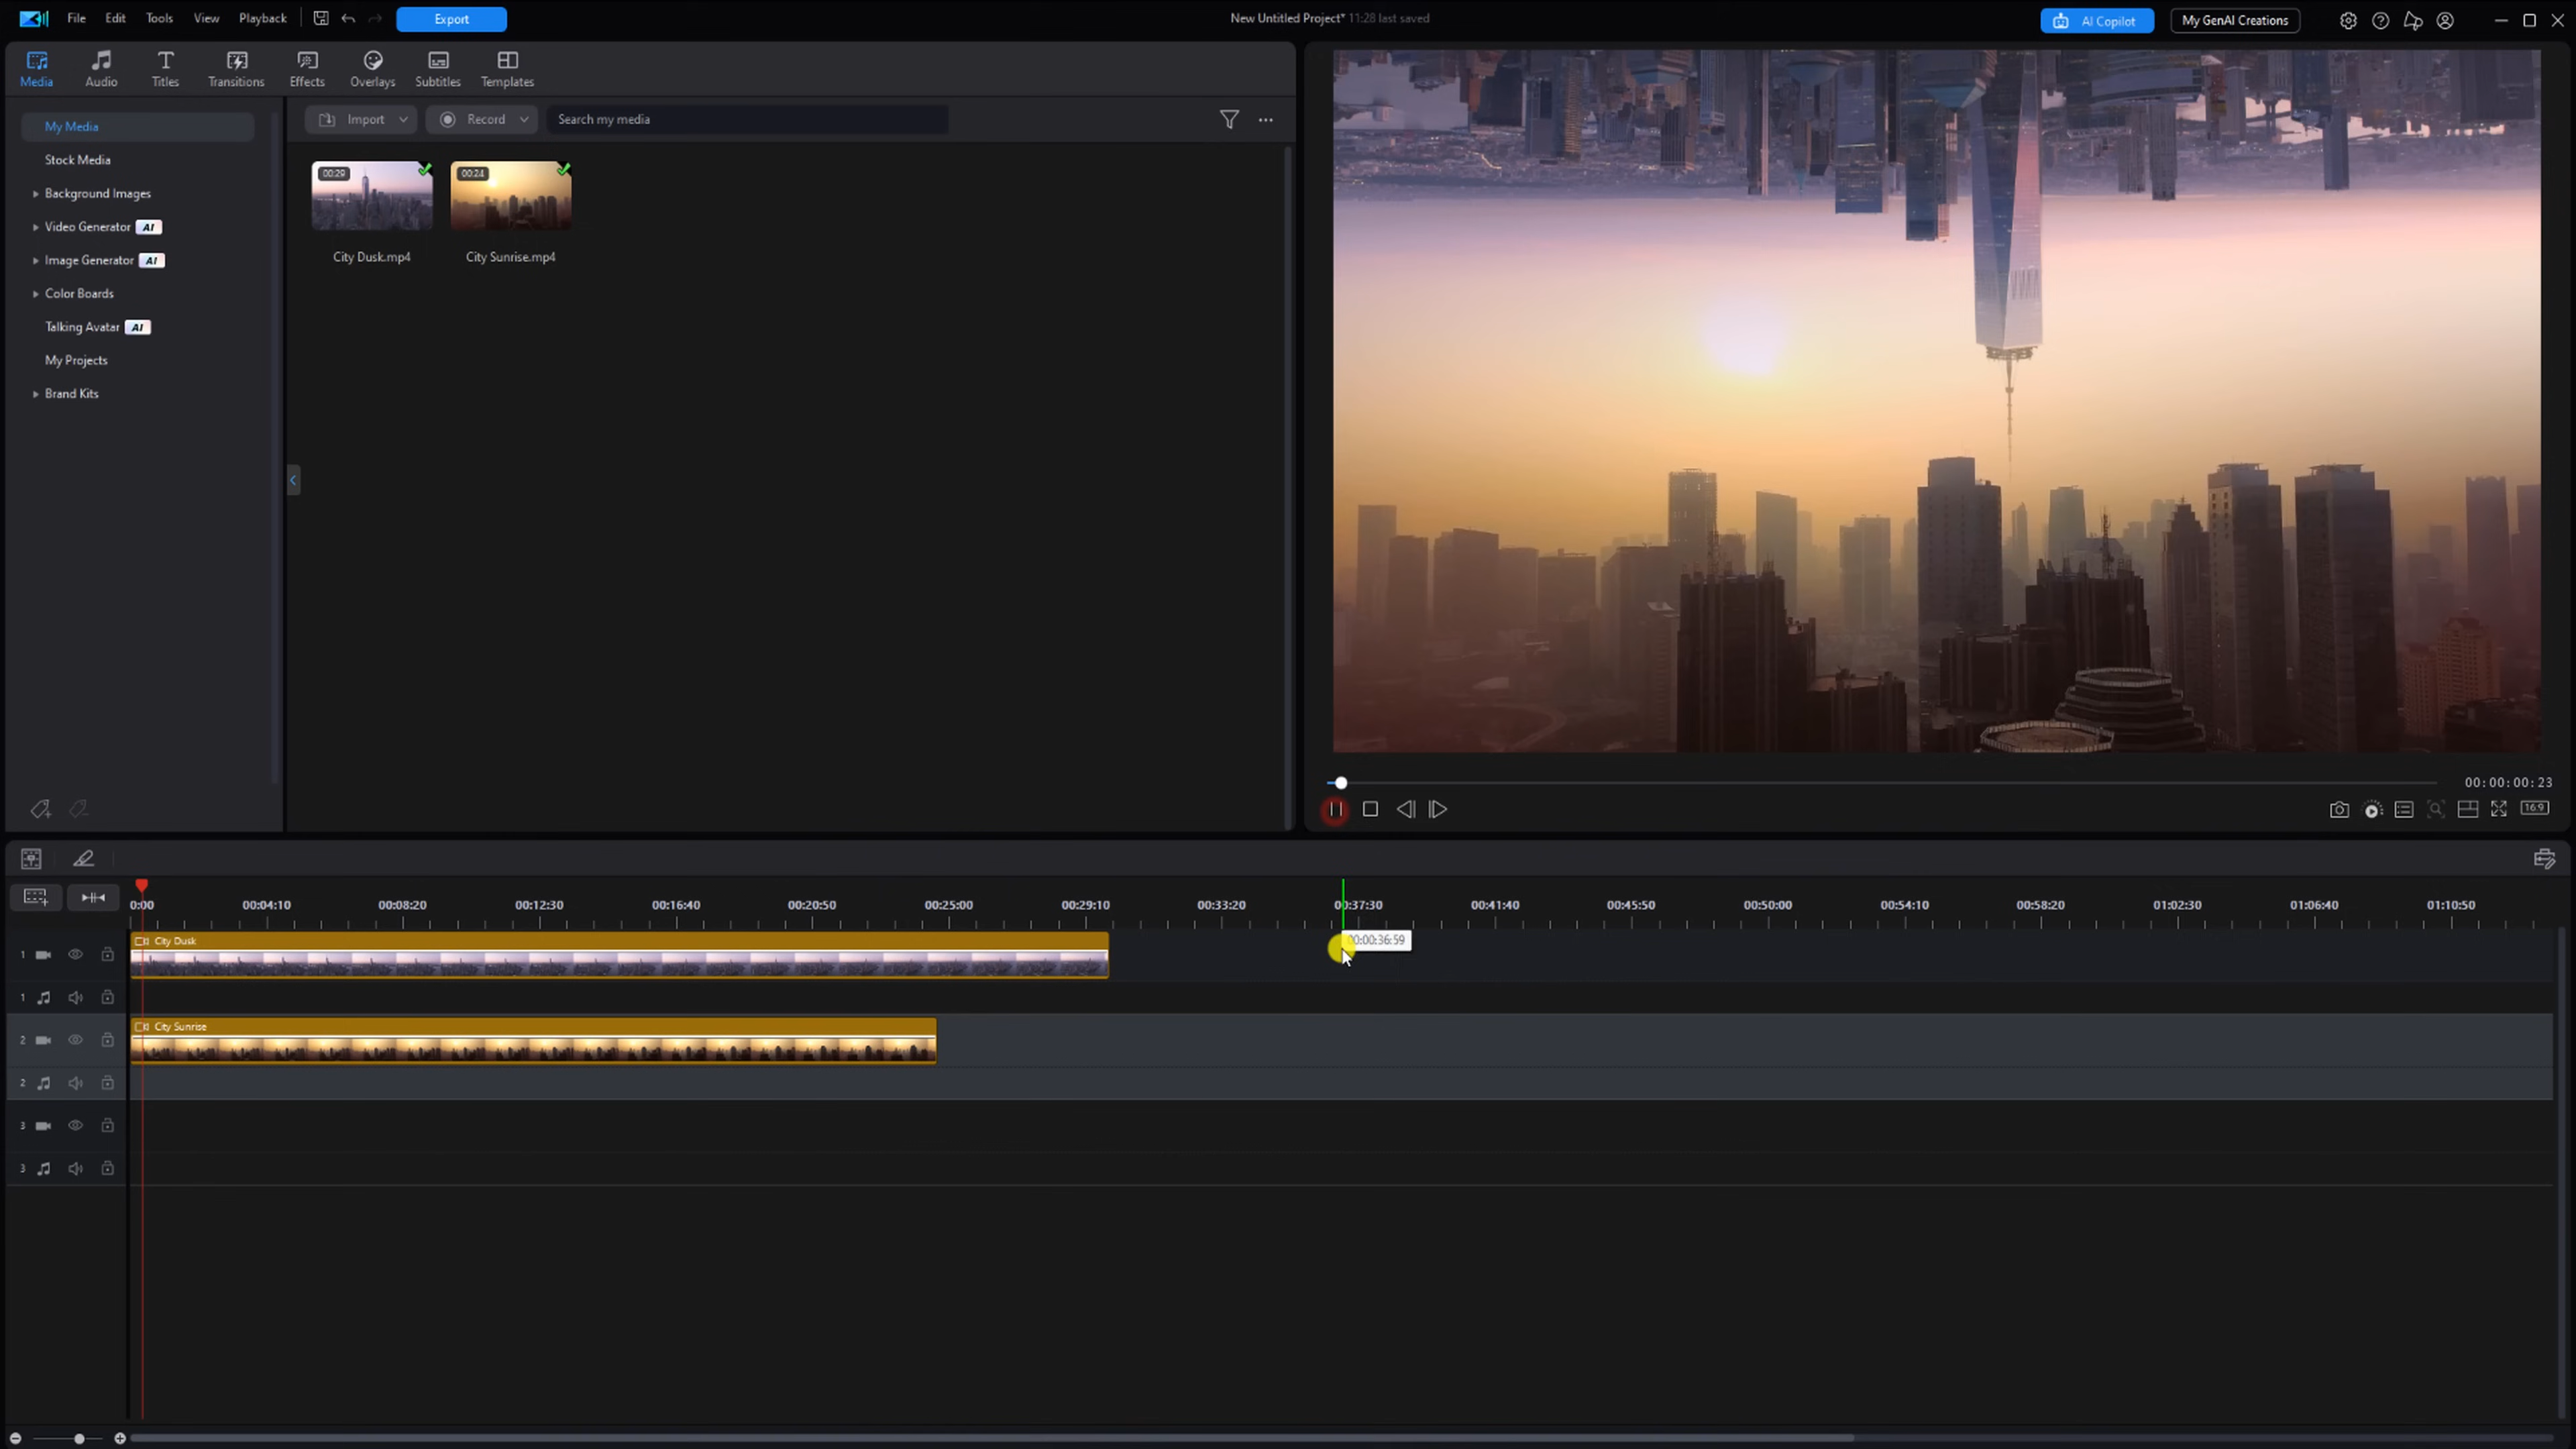 File Edit Tools View Playback Export New Untitled Project* 11:28 last saved AI Copilot My GenAI Creations
Media Audio Titles Transitions Effects Overlays Subtitles Templates
My Media
Stock Media
Background Images
Video Generator AI
Image Generator AI
Color Boards
Talking Avatar AI
My Projects
Brand Kits
Import Record Search my media
00:29 00:24
City Dusk.mp4 City Sunrise.mp4
00:00:00:23
16:9
0:00 00:04:10 00:08:20 00:12:30 00:16:40 00:20:50 00:25:00 00:29:10 00:33:20 00:37:30 00:41:40 00:45:50 00:50:00 00:54:10 00:58:20 01:02:30 01:06:40 01:10:50
00:00:36:59
1 City Dusk
1
2 City Sunrise
2
3
3